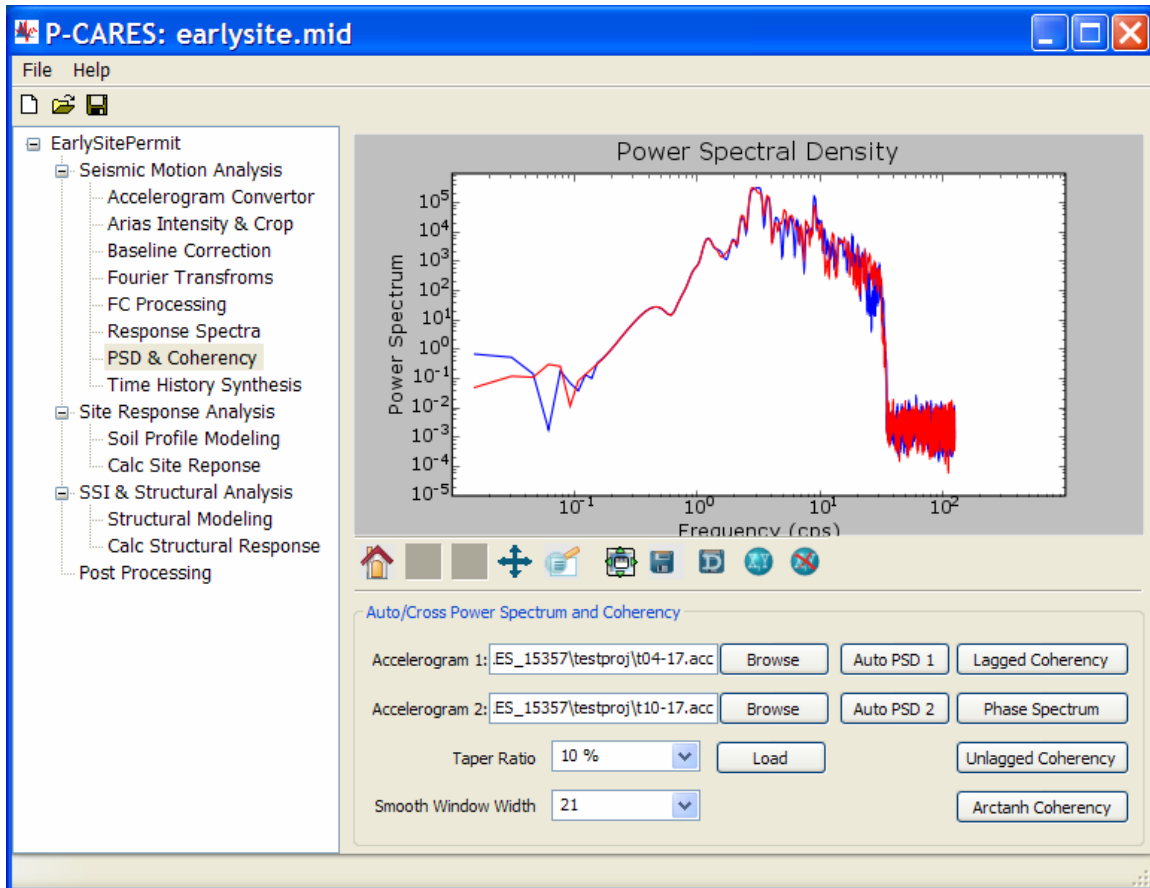 P-CARES: earlysite.mid
File Help
EarlySitePermit
Seismic Motion Analysis
Accelerogram Convertor
Arias Intensity & Crop
Baseline Correction
Fourier Transfroms
FC Processing
Response Spectra
PSD & Coherency
Time History Synthesis
Site Response Analysis
Soil Profile Modeling
Calc Site Reponse
SSI & Structural Analysis
Structural Modeling
Calc Structural Response
Post Processing
Power Spectral Density
Power Spectrum
10^5
10^4
10^3
10^2
10^1
10^0
10^-1
10^-2
10^-3
10^-4
10^-5
10^-1 10^0 10^1 10^2
Frequency (cps)
Auto/Cross Power Spectrum and Coherency
Accelerogram 1: .ES_15357\testproj\t04-17.acc Browse Auto PSD 1 Lagged Coherency
Accelerogram 2: .ES_15357\testproj\t10-17.acc Browse Auto PSD 2 Phase Spectrum
Taper Ratio 10 % Load Unlagged Coherency
Smooth Window Width 21 Arctanh Coherency